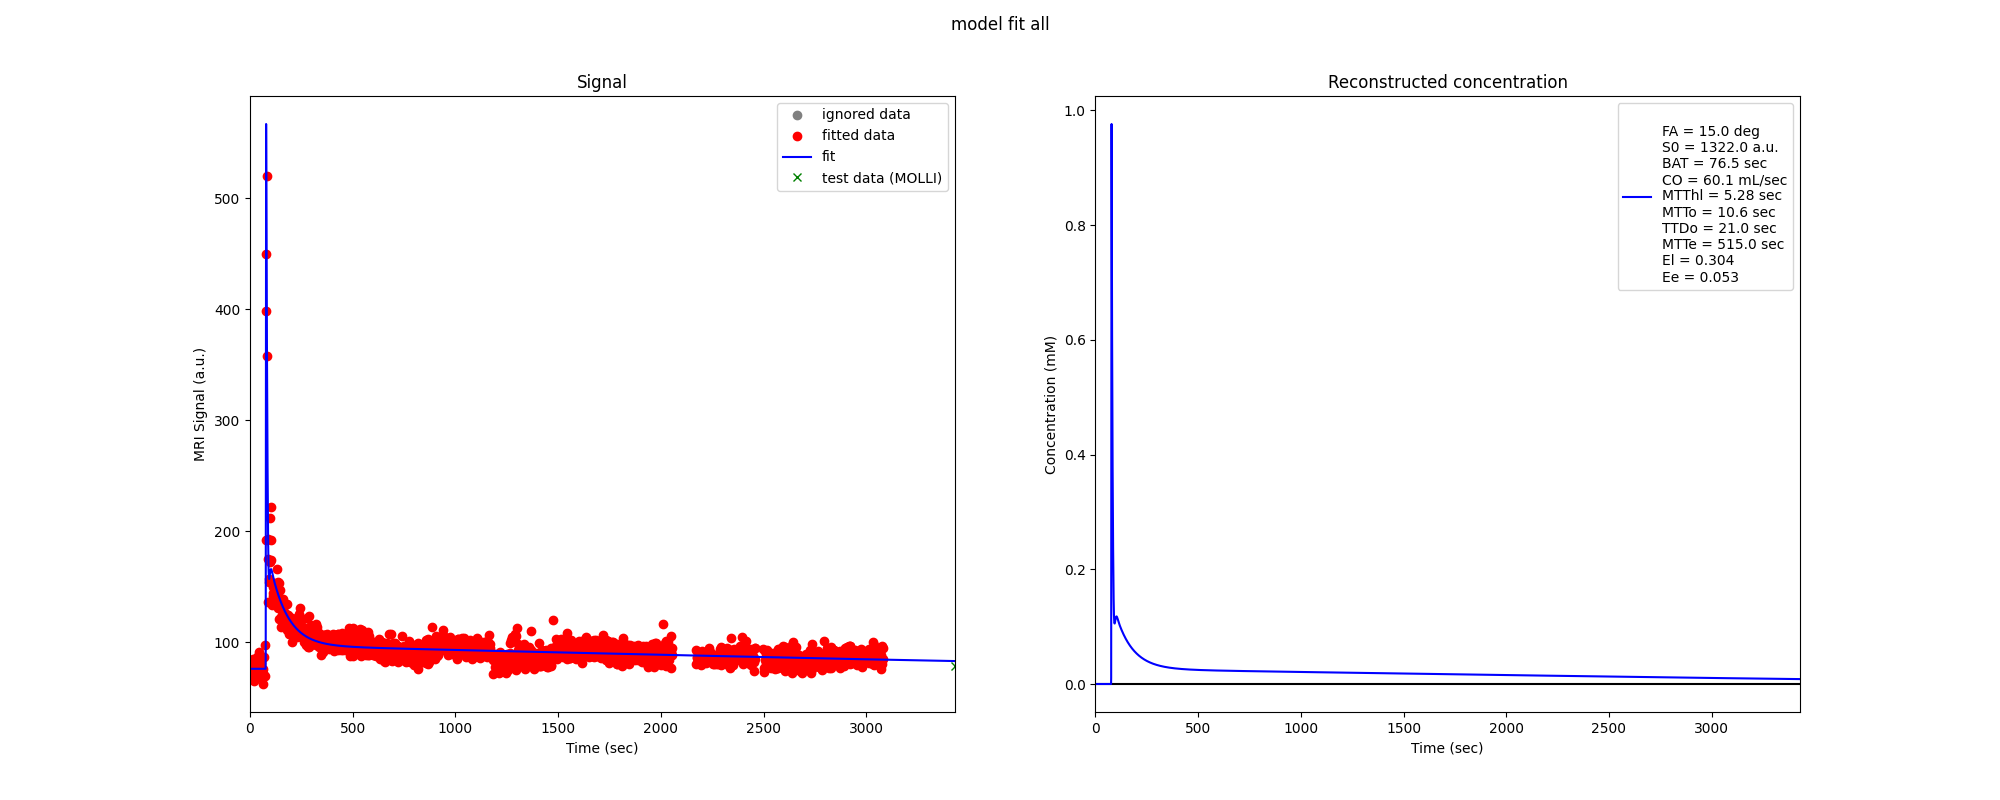 model fit all
Signal
500
400
300
200
100
MRI Signal (a.u.)
ignored data
fitted data
fit
test data (MOLLI)
0 500 1000 1500 2000 2500 3000
Time (sec)
Reconstructed concentration
1.0
0.8
0.6
0.4
0.2
0.0
Concentration (mM)
FA = 15.0 deg
S0 = 1322.0 a.u.
BAT = 76.5 sec
CO = 60.1 mL/sec
MTThl = 5.28 sec
MTTo = 10.6 sec
TTDo = 21.0 sec
MTTe = 515.0 sec
El = 0.304
Ee = 0.053
0 500 1000 1500 2000 2500 3000
Time (sec)